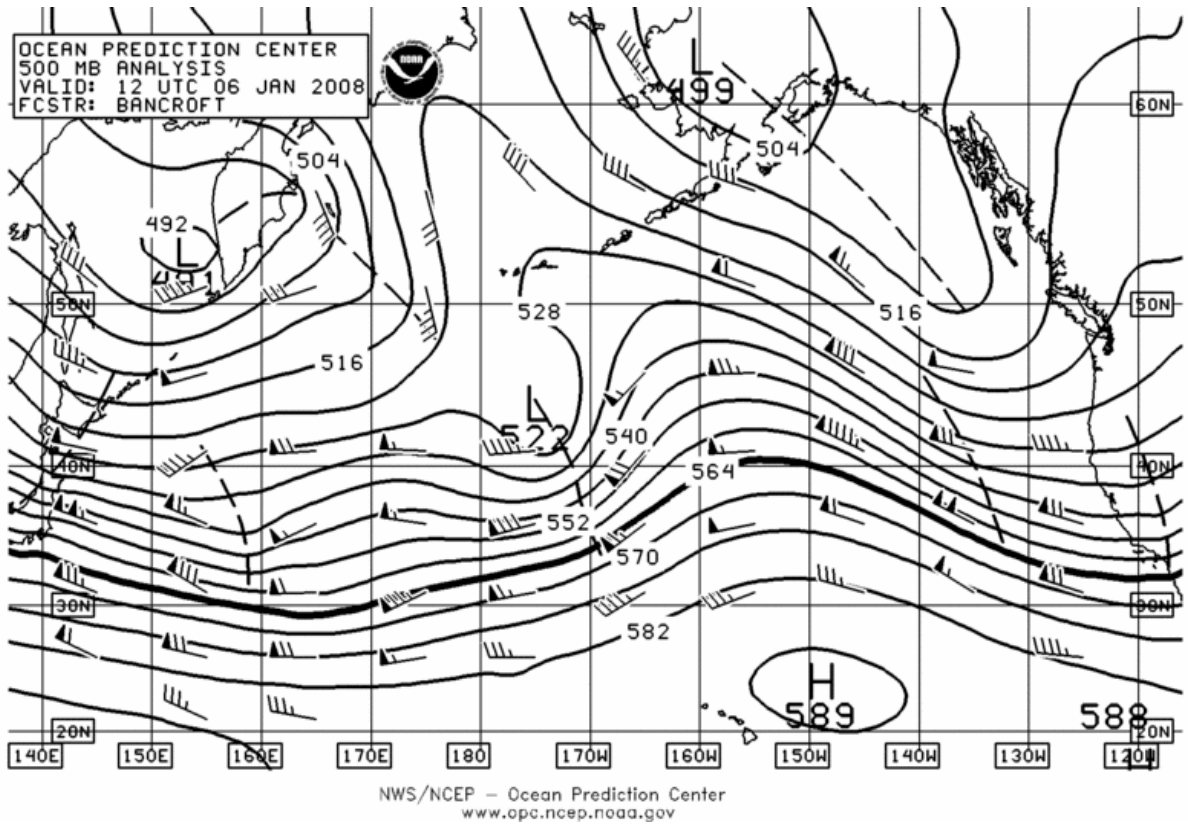 OCEAN PREDICTION CENTER
500 MB ANALYSIS
VALID: 12 UTC 06 JAN 2008
FCSTR: BANCROFT
NOAA
L
499
60N
60N
504
504
492
L
491
50N
528
516
50N
516
L
522
540
40N
564
40N
552
570
30N
582
30N
H
589
588
20N
20N
140E 150E 160E 170E 180 170W 160W 150W 140W 130W 120W
H
NWS/NCEP – Ocean Prediction Center
www.opc.ncep.noaa.gov